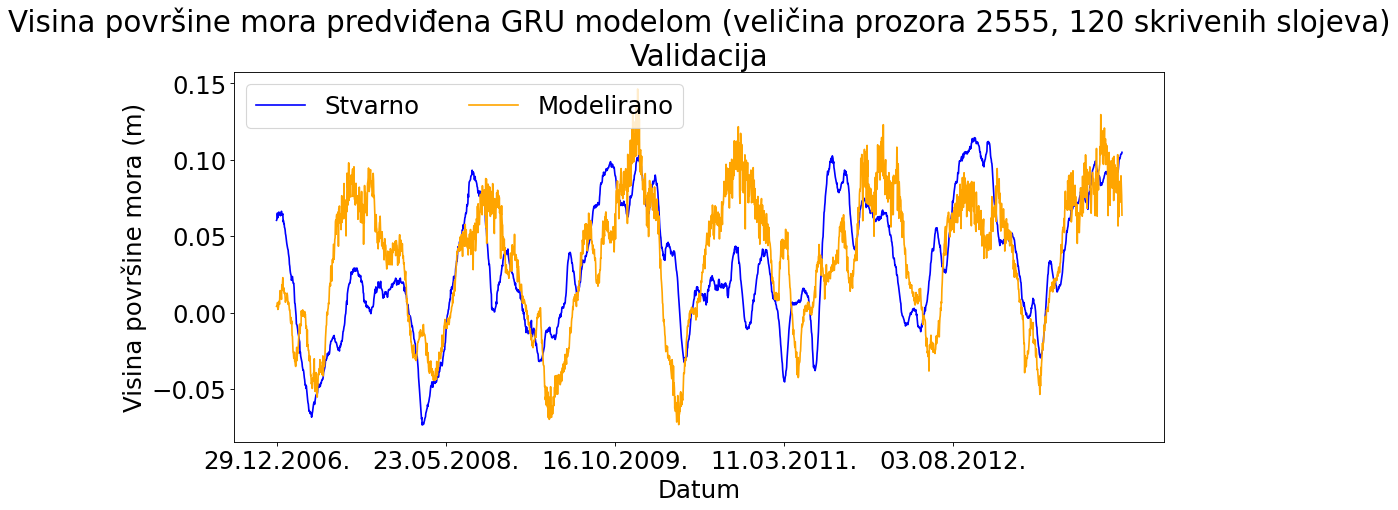 Visina površine mora predviđena GRU modelom (veličina prozora 2555, 120 skrivenih slojeva)
Validacija
Stvarno Modelirano
Visina površine mora (m)
0.15
0.10
0.05
0.00
−0.05
29.12.2006. 23.05.2008. 16.10.2009. 11.03.2011. 03.08.2012.
Datum